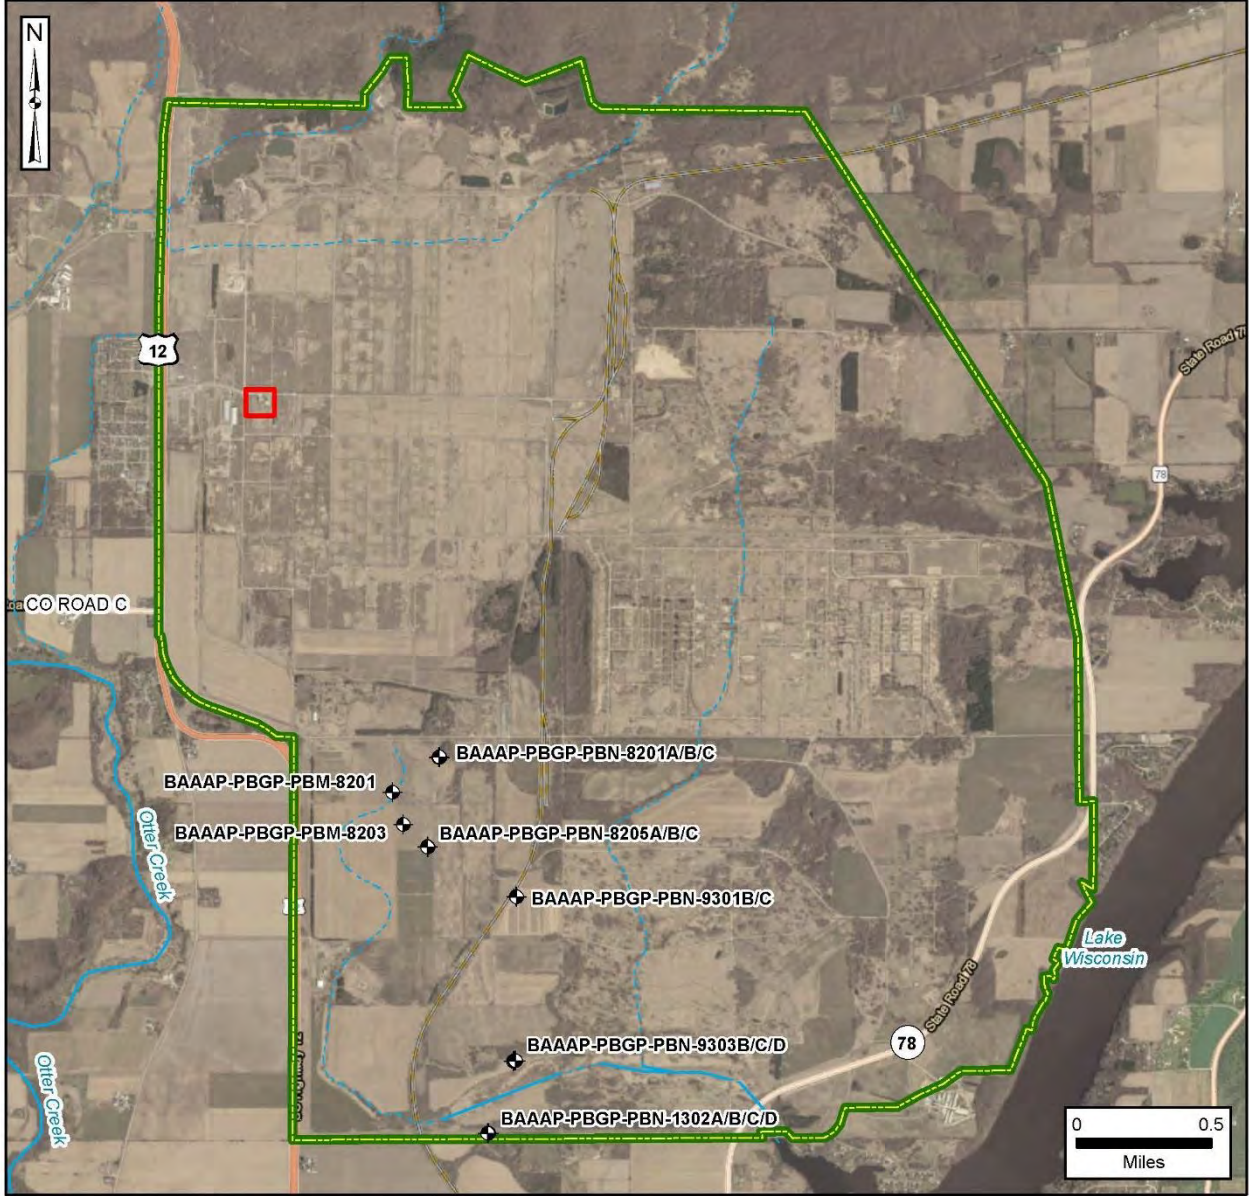 N
12
State Road 78
78
CO ROAD C
BAAAP-PBGP-PBN-8201A/B/C
BAAAP-PBGP-PBM-8201
BAAAP-PBGP-PBM-8203
BAAAP-PBGP-PBN-8205A/B/C
Otter Creek
BAAAP-PBGP-PBN-9301B/C
Lake
Wisconsin
State Road 78
78
BAAAP-PBGP-PBN-9303B/C/D
Otter Creek
BAAAP-PBGP-PBN-1302A/B/C/D
0 0.5
Miles